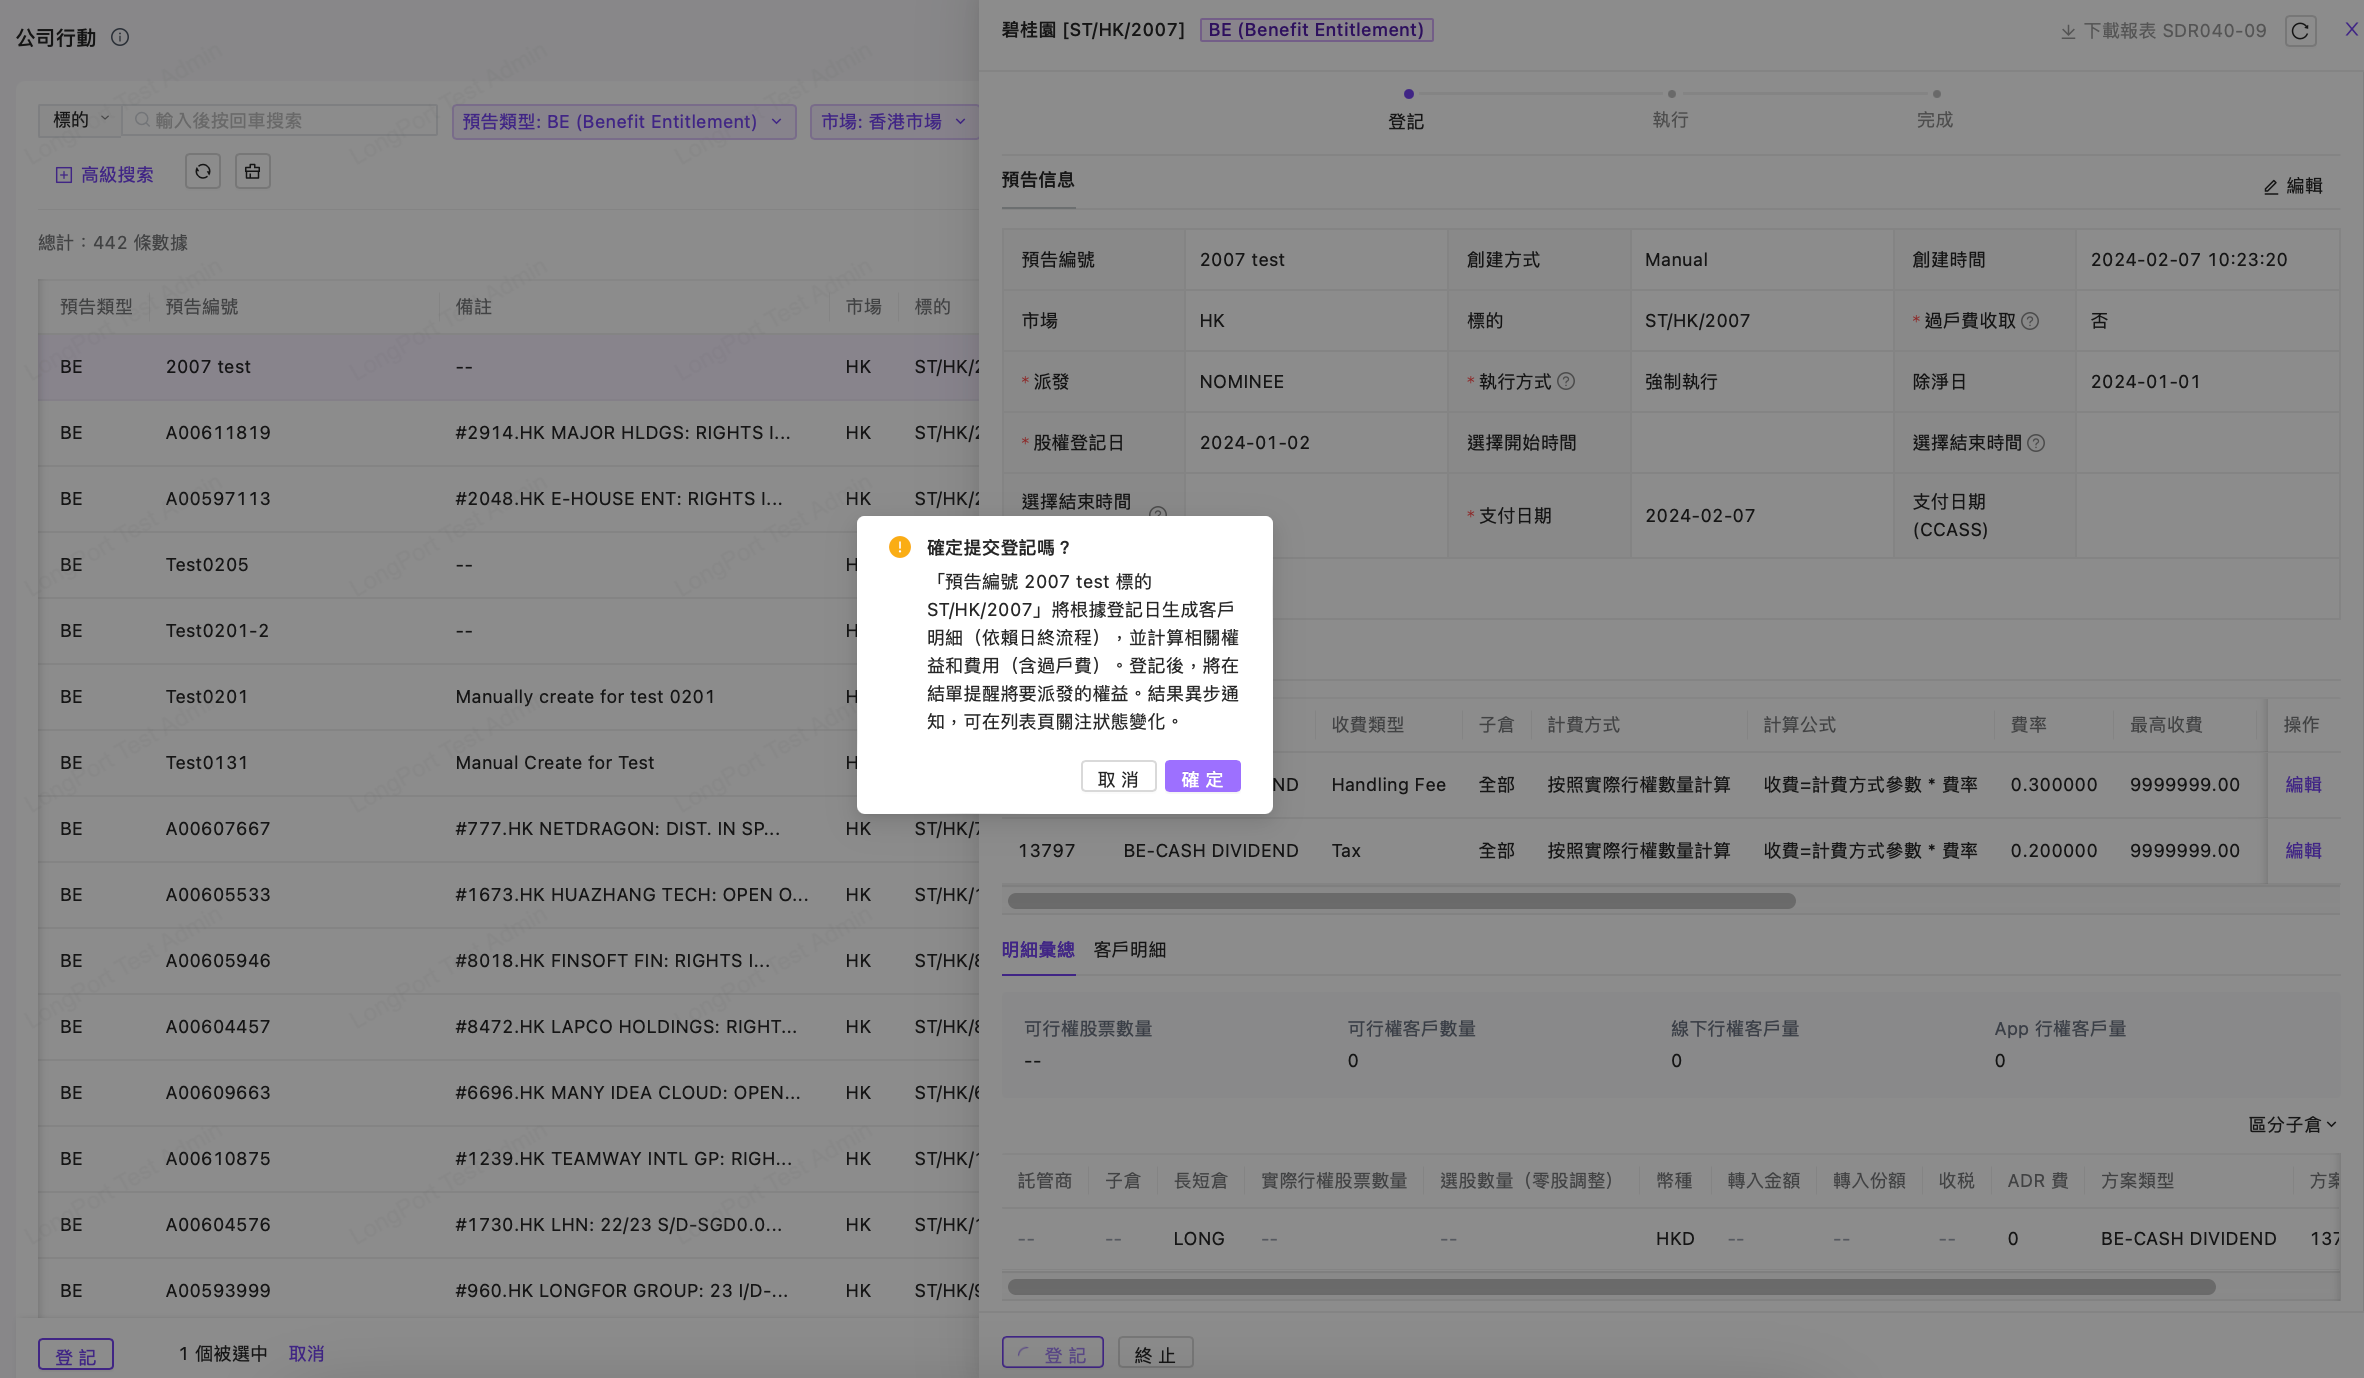 公司行動
標的 輸入後按回車搜索 預告類型: BE (Benefit Entitlement) 市場: 香港市場
高級搜索
總計：442 條數據
預告類型 預告編號 備註 市場 標的
BE 2007 test -- HK ST/HK/2
BE A00611819 #2914.HK MAJOR HLDGS: RIGHTS I... HK ST/HK/2
BE A00597113 #2048.HK E-HOUSE ENT: RIGHTS I... HK ST/HK/2
BE Test0205 -- H
BE Test0201-2 -- H
BE Test0201 Manually create for test 0201 H
BE Test0131 Manual Create for Test H
BE A00607667 #777.HK NETDRAGON: DIST. IN SP... HK ST/HK/7
BE A00605533 #1673.HK HUAZHANG TECH: OPEN O... HK ST/HK/1
BE A00605946 #8018.HK FINSOFT FIN: RIGHTS I... HK ST/HK/8
BE A00604457 #8472.HK LAPCO HOLDINGS: RIGHT... HK ST/HK/8
BE A00609663 #6696.HK MANY IDEA CLOUD: OPEN... HK ST/HK/6
BE A00610875 #1239.HK TEAMWAY INTL GP: RIGH... HK ST/HK/1
BE A00604576 #1730.HK LHN: 22/23 S/D-SGD0.0... HK ST/HK/1
BE A00593999 #960.HK LONGFOR GROUP: 23 I/D-... HK ST/HK/9
登 記 1 個被選中 取消
碧桂園 [ST/HK/2007] BE (Benefit Entitlement) 下載報表 SDR040-09
登記 執行 完成
預告信息 編輯
預告編號 2007 test 創建方式 Manual 創建時間 2024-02-07 10:23:20
市場 HK 標的 ST/HK/2007 * 過戶費收取 否
* 派發 NOMINEE * 執行方式 強制執行 除淨日 2024-01-01
* 股權登記日 2024-01-02 選擇開始時間 選擇結束時間
選擇結束時間 * 支付日期 2024-02-07 支付日期
(CCASS)
確定提交登記嗎？
「預告編號 2007 test 標的
ST/HK/2007」將根據登記日生成客戶
明細（依賴日終流程），並計算相關權
益和費用（含過戶費）。登記後，將在
結單提醒將要派發的權益。結果異步通
知，可在列表頁關注狀態變化。
取 消 確 定
收費類型 子倉 計費方式 計算公式 費率 最高收費 操作
ND Handling Fee 全部 按照實際行權數量計算 收費=計費方式參數 * 費率 0.300000 9999999.00 編輯
13797 BE-CASH DIVIDEND Tax 全部 按照實際行權數量計算 收費=計費方式參數 * 費率 0.200000 9999999.00 編輯
明細彙總 客戶明細
可行權股票數量 可行權客戶數量 線下行權客戶量 App 行權客戶量
-- 0 0 0
區分子倉
託管商 子倉 長短倉 實際行權股票數量 選股數量（零股調整） 幣種 轉入金額 轉入份額 收稅 ADR 費 方案類型 方案
-- -- LONG -- -- HKD -- -- -- 0 BE-CASH DIVIDEND 137
登 記 終 止
LongPort Test Admin